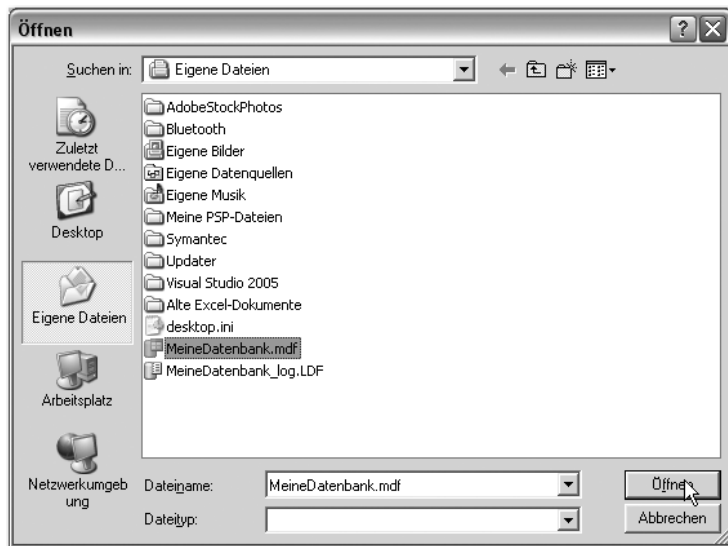 Öffnen
Suchen in:
Eigene Dateien
Zuletzt
verwendete D...
Desktop
Eigene Dateien
Arbeitsplatz
Netzwerkumgeb
ung
AdobeStockPhotos
Bluetooth
Eigene Bilder
Eigene Datenquellen
Eigene Musik
Meine PSP-Dateien
Symantec
Updater
Visual Studio 2005
Alte Excel-Dokumente
desktop.ini
MeineDatenbank.mdf
MeineDatenbank_log.LDF
Dateiname:
MeineDatenbank.mdf
Öffnen
Dateityp:
Abbrechen